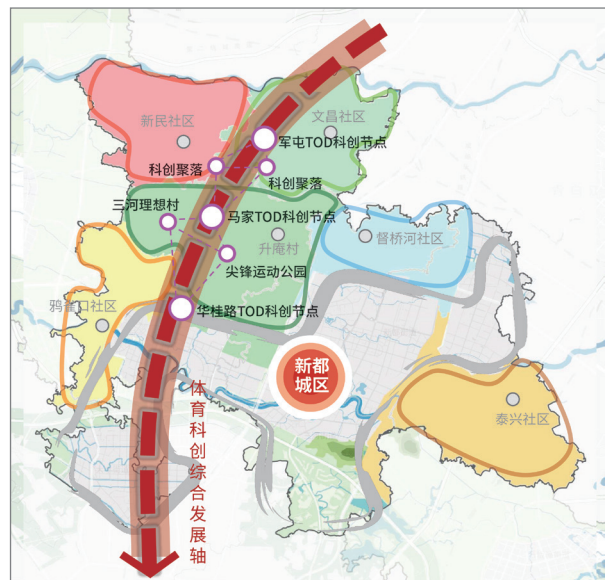 新民社区
文昌社区
军屯TOD科创节点
科创聚落
科创聚落
三河理想村
马家TOD科创节点
升庵村
督桥河社区
尖锋运动公园
鸦雀口社区
华桂路TOD科创节点
新都
城区
体育科创综合发展轴
泰兴社区